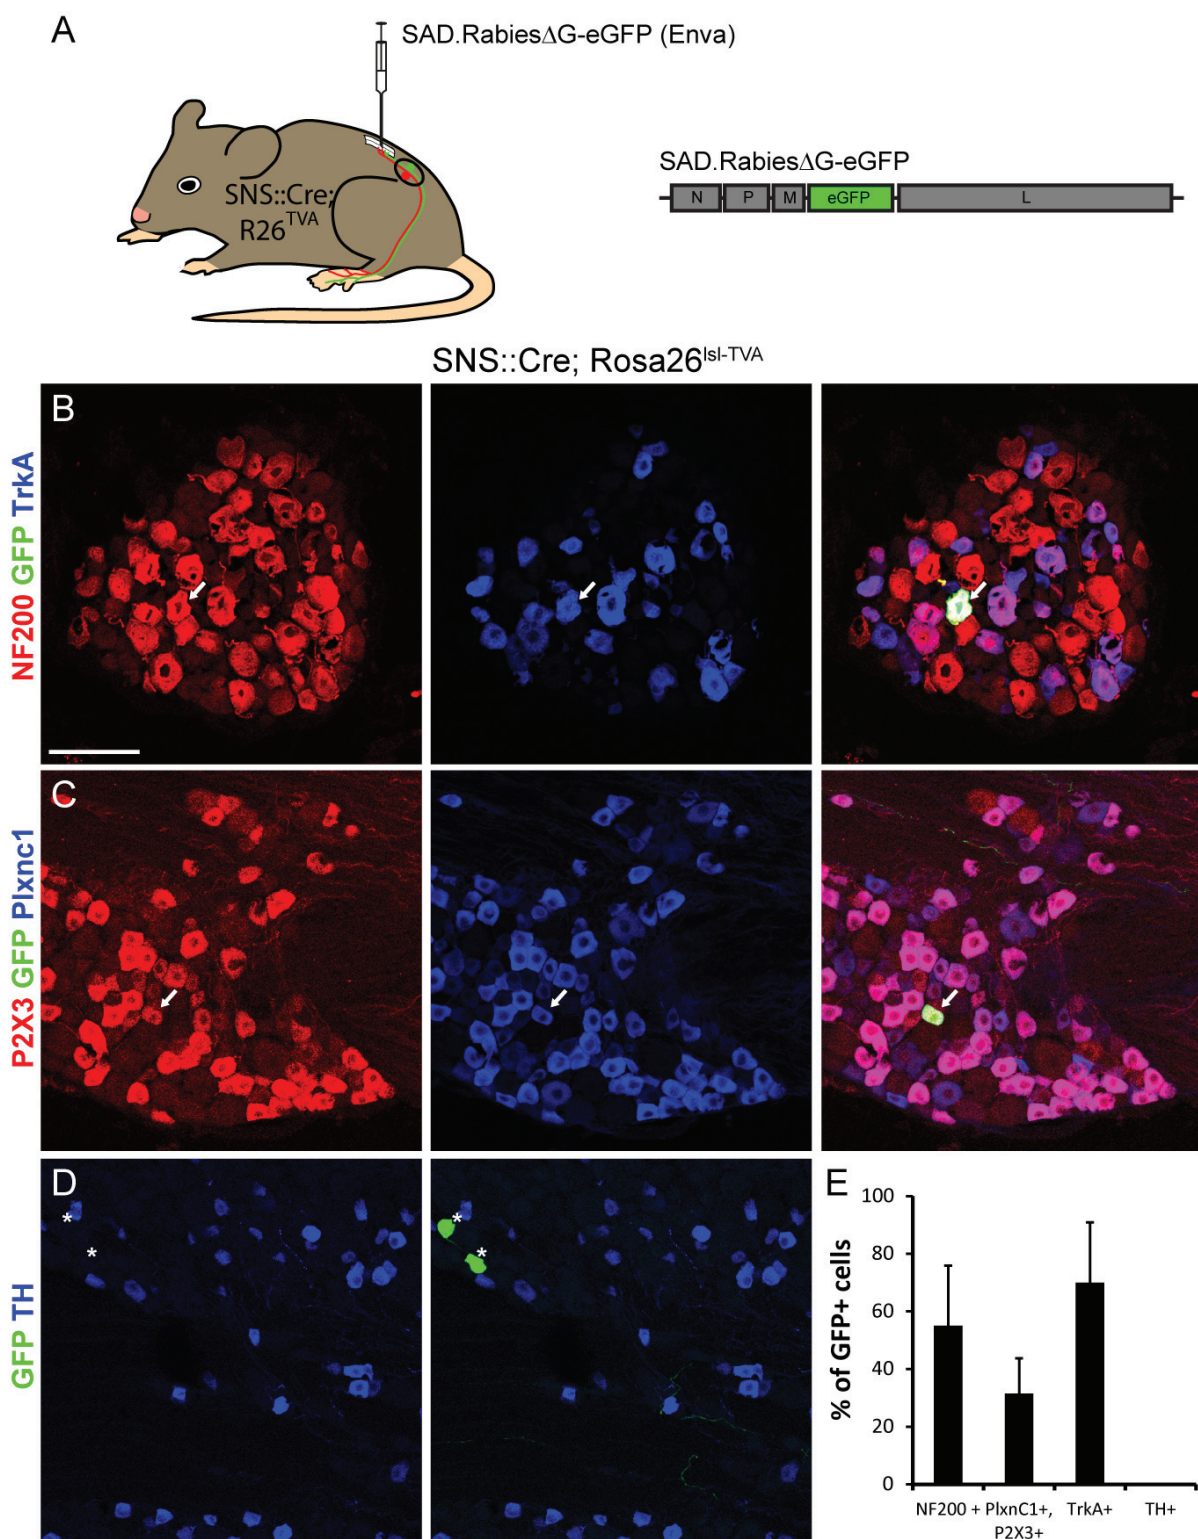 A
SAD.RabiesΔG-eGFP (Enva)
SNS::Cre;
R26TVA
SAD.RabiesΔG-eGFP
N P M eGFP L
SNS::Cre; Rosa26lsl-TVA
B
NF200 GFP TrkA
C
P2X3 GFP Plxnc1
D
* *
* *
GFP TH
E
% of GFP+ cells
100
80
60
40
20
0
NF200 + PlxnC1+, TrkA+ TH+
P2X3+